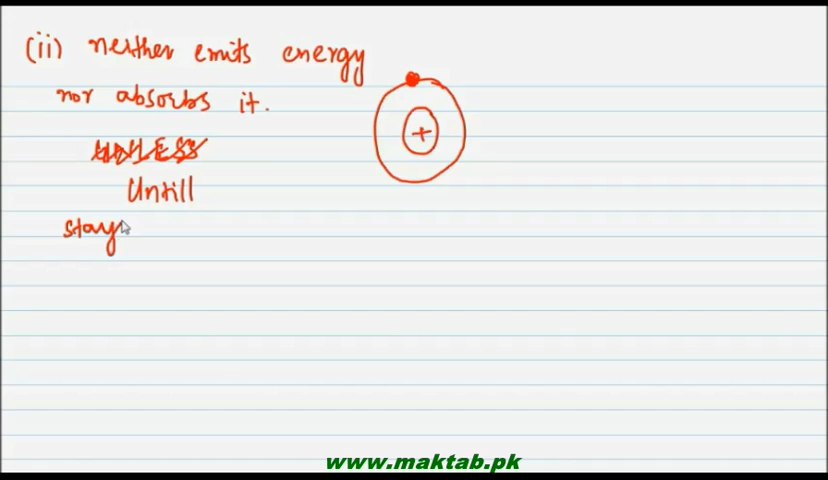 (ii) neither emits energy
nor absorbs it.
UNLESS
Untill
stay
+
www.maktab.pk